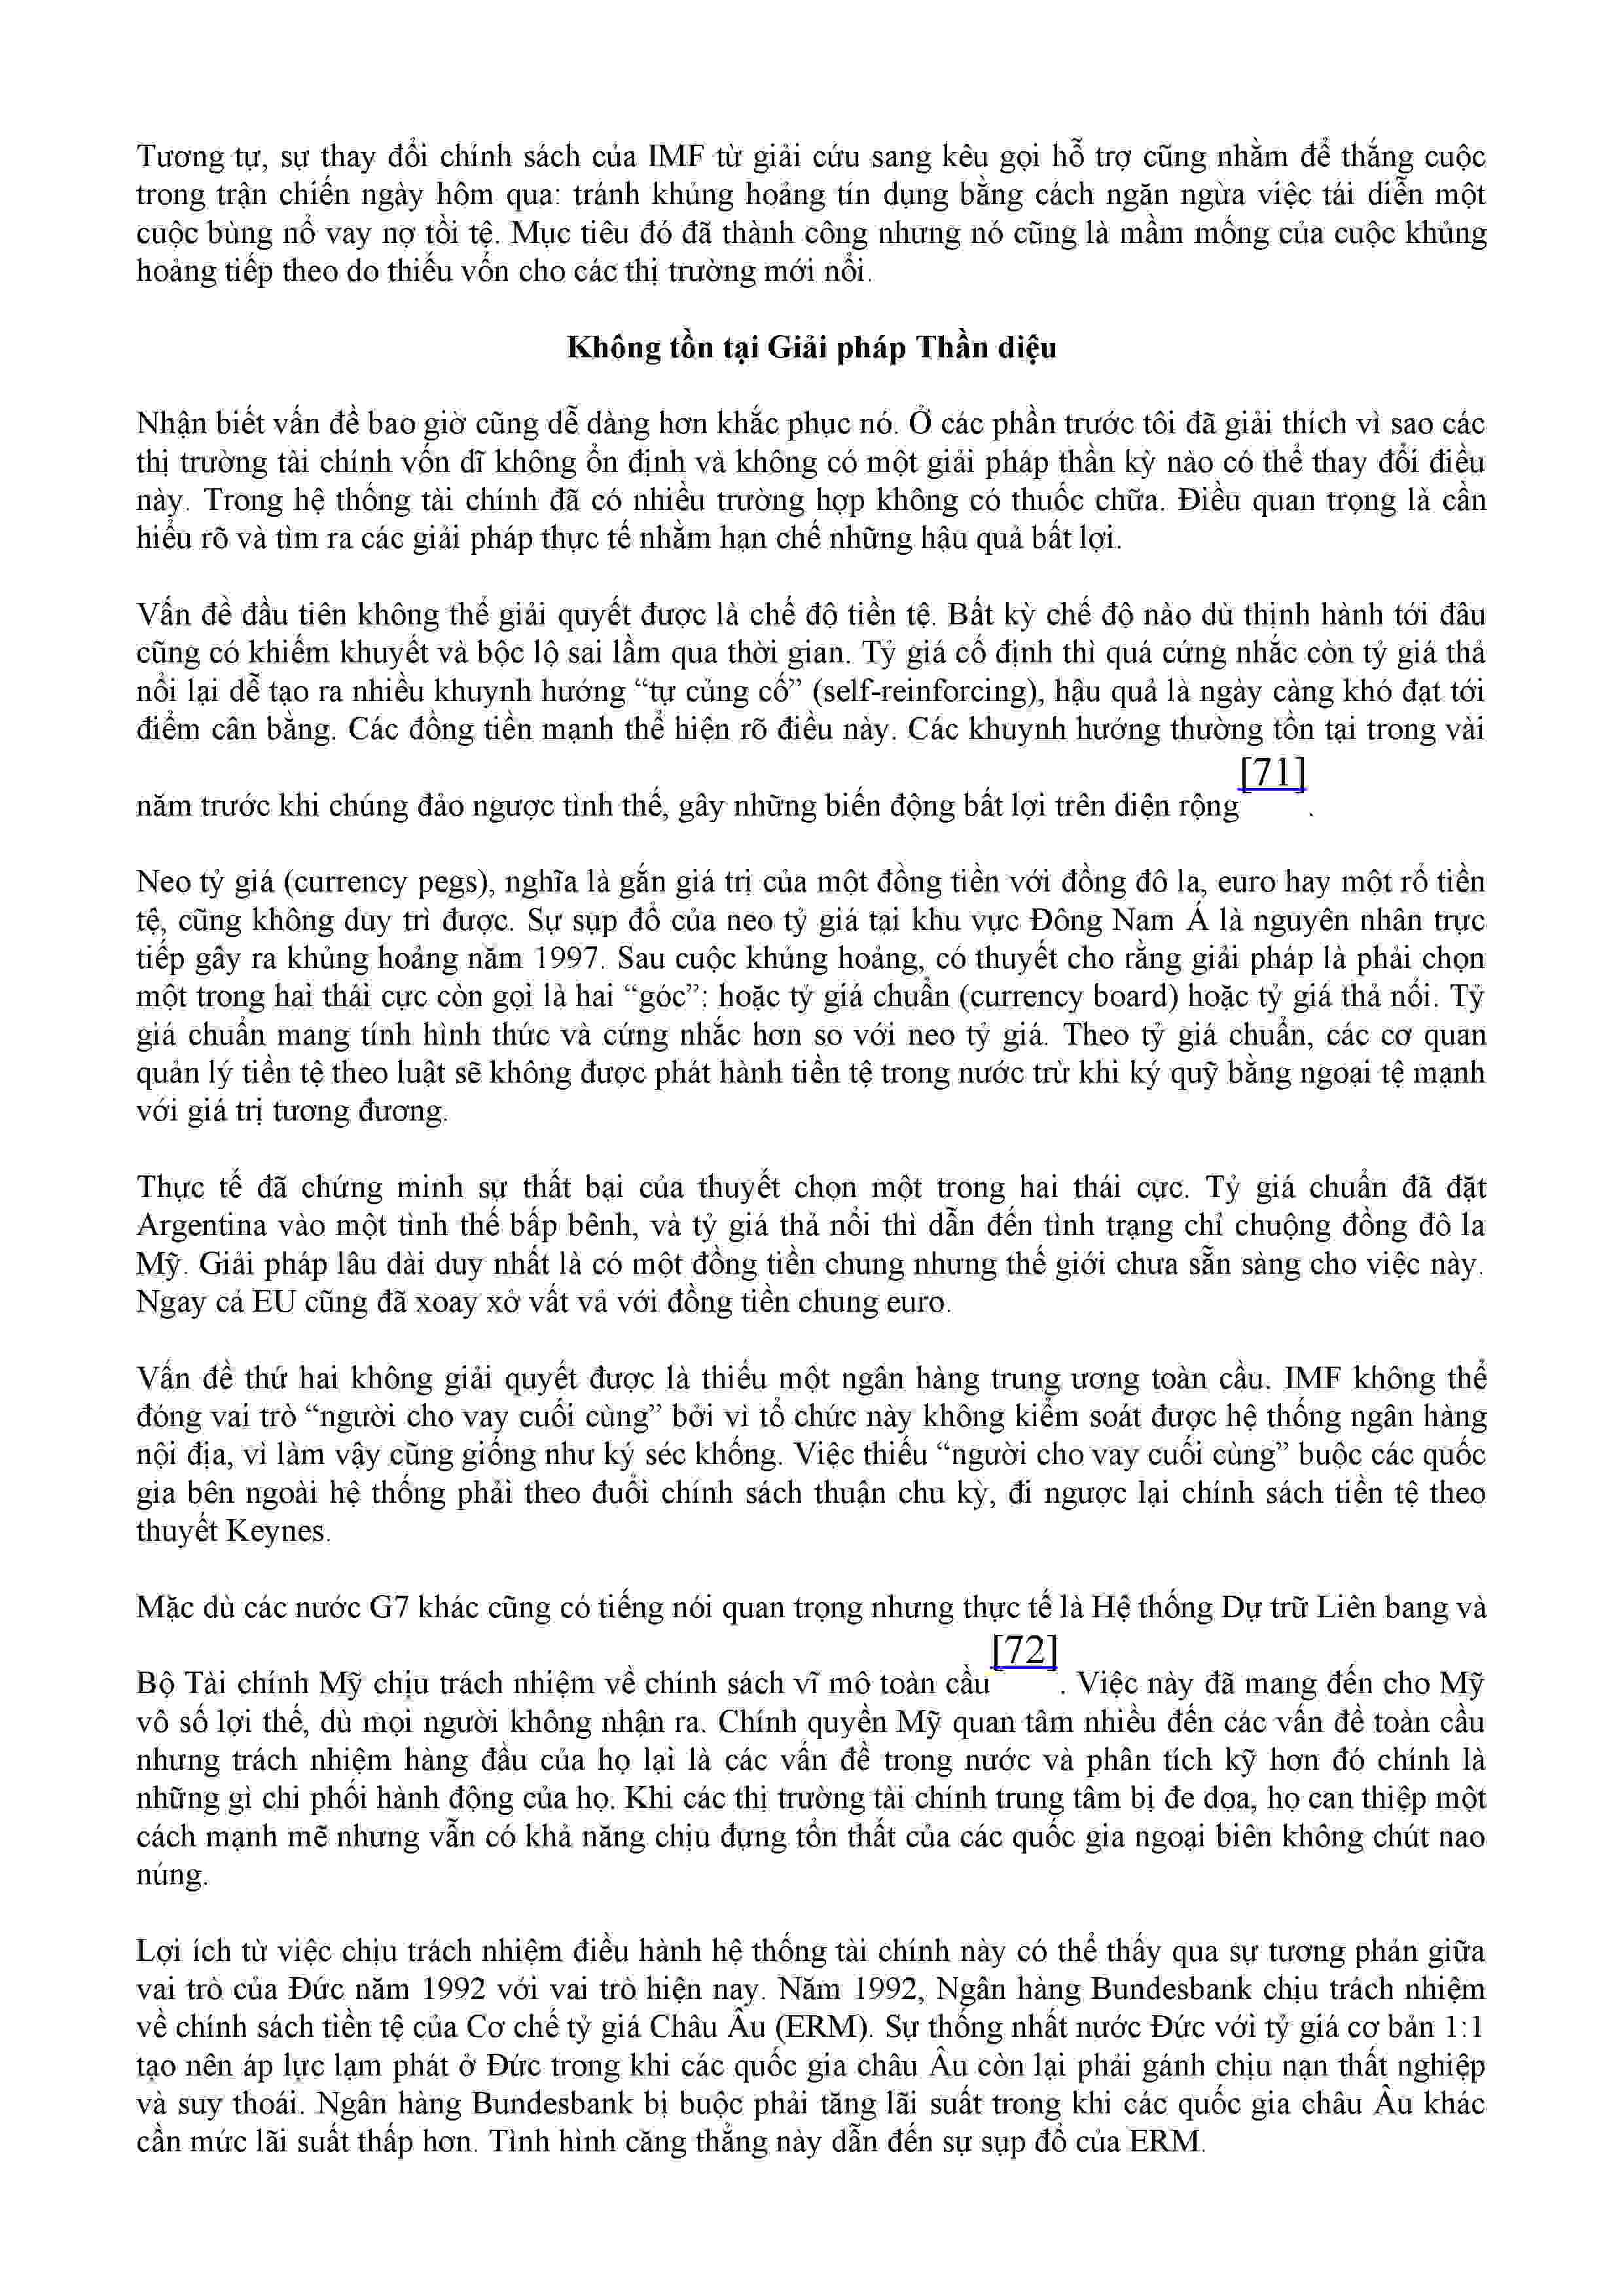 Tương tự, sự thay đổi chính sách của IMF từ giải cứu sang kêu gọi hỗ trợ cũng nhằm để thắng cuộc
trong trận chiến ngày hôm qua: tránh khủng hoảng tín dụng bằng cách ngăn ngừa việc tái diễn một
cuộc bùng nổ vay nợ tồi tệ. Mục tiêu đó đã thành công nhưng nó cũng là mầm mống của cuộc khủng
hoảng tiếp theo do thiếu vốn cho các thị trường mới nổi.
Không tồn tại Giải pháp Thần diệu
Nhận biết vấn đề bao giờ cũng dễ dàng hơn khắc phục nó. Ở các phần trước tôi đã giải thích vì sao các
thị trường tài chính vốn dĩ không ổn định và không có một giải pháp thần kỳ nào có thể thay đổi điều
này. Trong hệ thống tài chính đã có nhiều trường hợp không có thuốc chữa. Điều quan trọng là cần
hiểu rõ và tìm ra các giải pháp thực tế nhằm hạn chế những hậu quả bất lợi.
Vấn đề đầu tiên không thể giải quyết được là chế độ tiền tệ. Bất kỳ chế độ nào dù thịnh hành tới đâu
cũng có khiếm khuyết và bộc lộ sai lầm qua thời gian. Tỷ giá cố định thì quá cứng nhắc còn tỷ giá thả
nổi lại dễ tạo ra nhiều khuynh hướng “tự củng cố” (self-reinforcing), hậu quả là ngày càng khó đạt tới
điểm cân bằng. Các đồng tiền mạnh thể hiện rõ điều này. Các khuynh hướng thường tồn tại trong vài
năm trước khi chúng đảo ngược tình thế, gây những biến động bất lợi trên diện rộng[71].
Neo tỷ giá (currency pegs), nghĩa là gắn giá trị của một đồng tiền với đồng đô la, euro hay một rổ tiền
tệ, cũng không duy trì được. Sự sụp đổ của neo tỷ giá tại khu vực Đông Nam Á là nguyên nhân trực
tiếp gây ra khủng hoảng năm 1997. Sau cuộc khủng hoảng, có thuyết cho rằng giải pháp là phải chọn
một trong hai thái cực còn gọi là hai “góc”: hoặc tỷ giá chuẩn (currency board) hoặc tỷ giá thả nổi. Tỷ
giá chuẩn mang tính hình thức và cứng nhắc hơn so với neo tỷ giá. Theo tỷ giá chuẩn, các cơ quan
quản lý tiền tệ theo luật sẽ không được phát hành tiền tệ trong nước trừ khi ký quỹ bằng ngoại tệ mạnh
với giá trị tương đương.
Thực tế đã chứng minh sự thất bại của thuyết chọn một trong hai thái cực. Tỷ giá chuẩn đã đặt
Argentina vào một tình thế bấp bênh, và tỷ giá thả nổi thì dẫn đến tình trạng chỉ chuộng đồng đô la
Mỹ. Giải pháp lâu dài duy nhất là có một đồng tiền chung nhưng thế giới chưa sẵn sàng cho việc này.
Ngay cả EU cũng đã xoay xở vất vả với đồng tiền chung euro.
Vấn đề thứ hai không giải quyết được là thiếu một ngân hàng trung ương toàn cầu. IMF không thể
đóng vai trò “người cho vay cuối cùng” bởi vì tổ chức này không kiểm soát được hệ thống ngân hàng
nội địa, vì làm vậy cũng giống như ký séc khống. Việc thiếu “người cho vay cuối cùng” buộc các quốc
gia bên ngoài hệ thống phải theo đuổi chính sách thuận chu kỳ, đi ngược lại chính sách tiền tệ theo
thuyết Keynes.
Mặc dù các nước G7 khác cũng có tiếng nói quan trọng nhưng thực tế là Hệ thống Dự trữ Liên bang và
Bộ Tài chính Mỹ chịu trách nhiệm về chính sách vĩ mô toàn cầu[72]. Việc này đã mang đến cho Mỹ
vô số lợi thế, dù mọi người không nhận ra. Chính quyền Mỹ quan tâm nhiều đến các vấn đề toàn cầu
nhưng trách nhiệm hàng đầu của họ lại là các vấn đề trong nước và phân tích kỹ hơn đó chính là
những gì chi phối hành động của họ. Khi các thị trường tài chính trung tâm bị đe dọa, họ can thiệp một
cách mạnh mẽ nhưng vẫn có khả năng chịu đựng tổn thất của các quốc gia ngoại biên không chút nao
núng.
Lợi ích từ việc chịu trách nhiệm điều hành hệ thống tài chính này có thể thấy qua sự tương phản giữa
vai trò của Đức năm 1992 với vai trò hiện nay. Năm 1992, Ngân hàng Bundesbank chịu trách nhiệm
về chính sách tiền tệ của Cơ chế tỷ giá Châu Âu (ERM). Sự thống nhất nước Đức với tỷ giá cơ bản 1:1
tạo nên áp lực lạm phát ở Đức trong khi các quốc gia châu Âu còn lại phải gánh chịu nạn thất nghiệp
và suy thoái. Ngân hàng Bundesbank bị buộc phải tăng lãi suất trong khi các quốc gia châu Âu khác
cần mức lãi suất thấp hơn. Tình hình căng thẳng này dẫn đến sự sụp đổ của ERM.